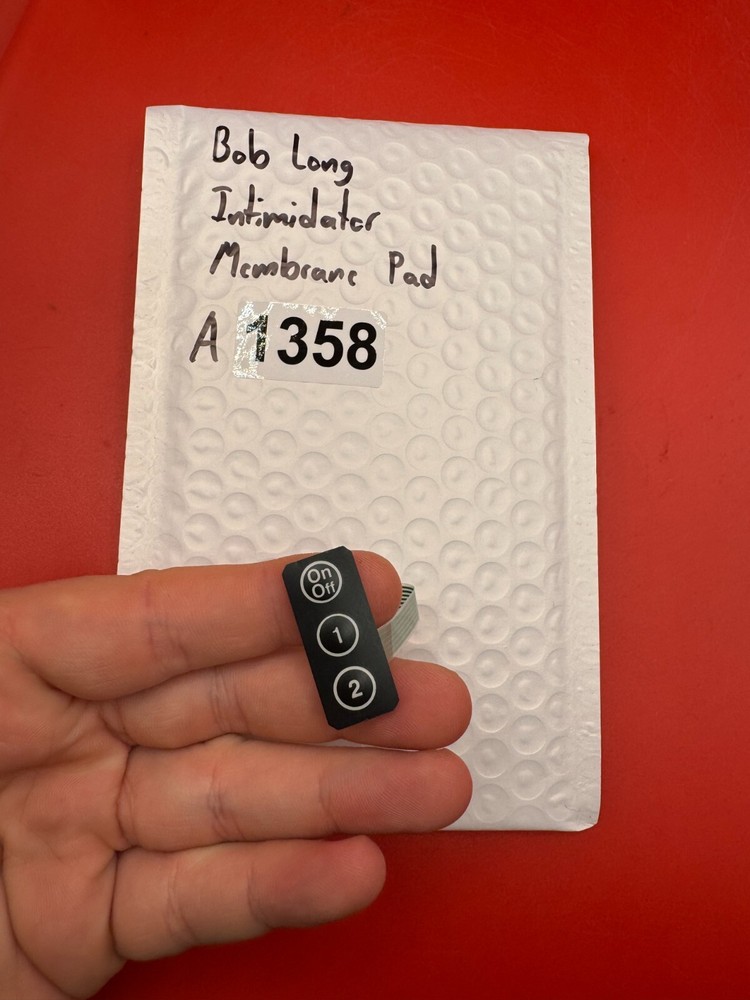 Bob Long
Intimidator
Membrane Pad
A 1358
On
Off
1
2